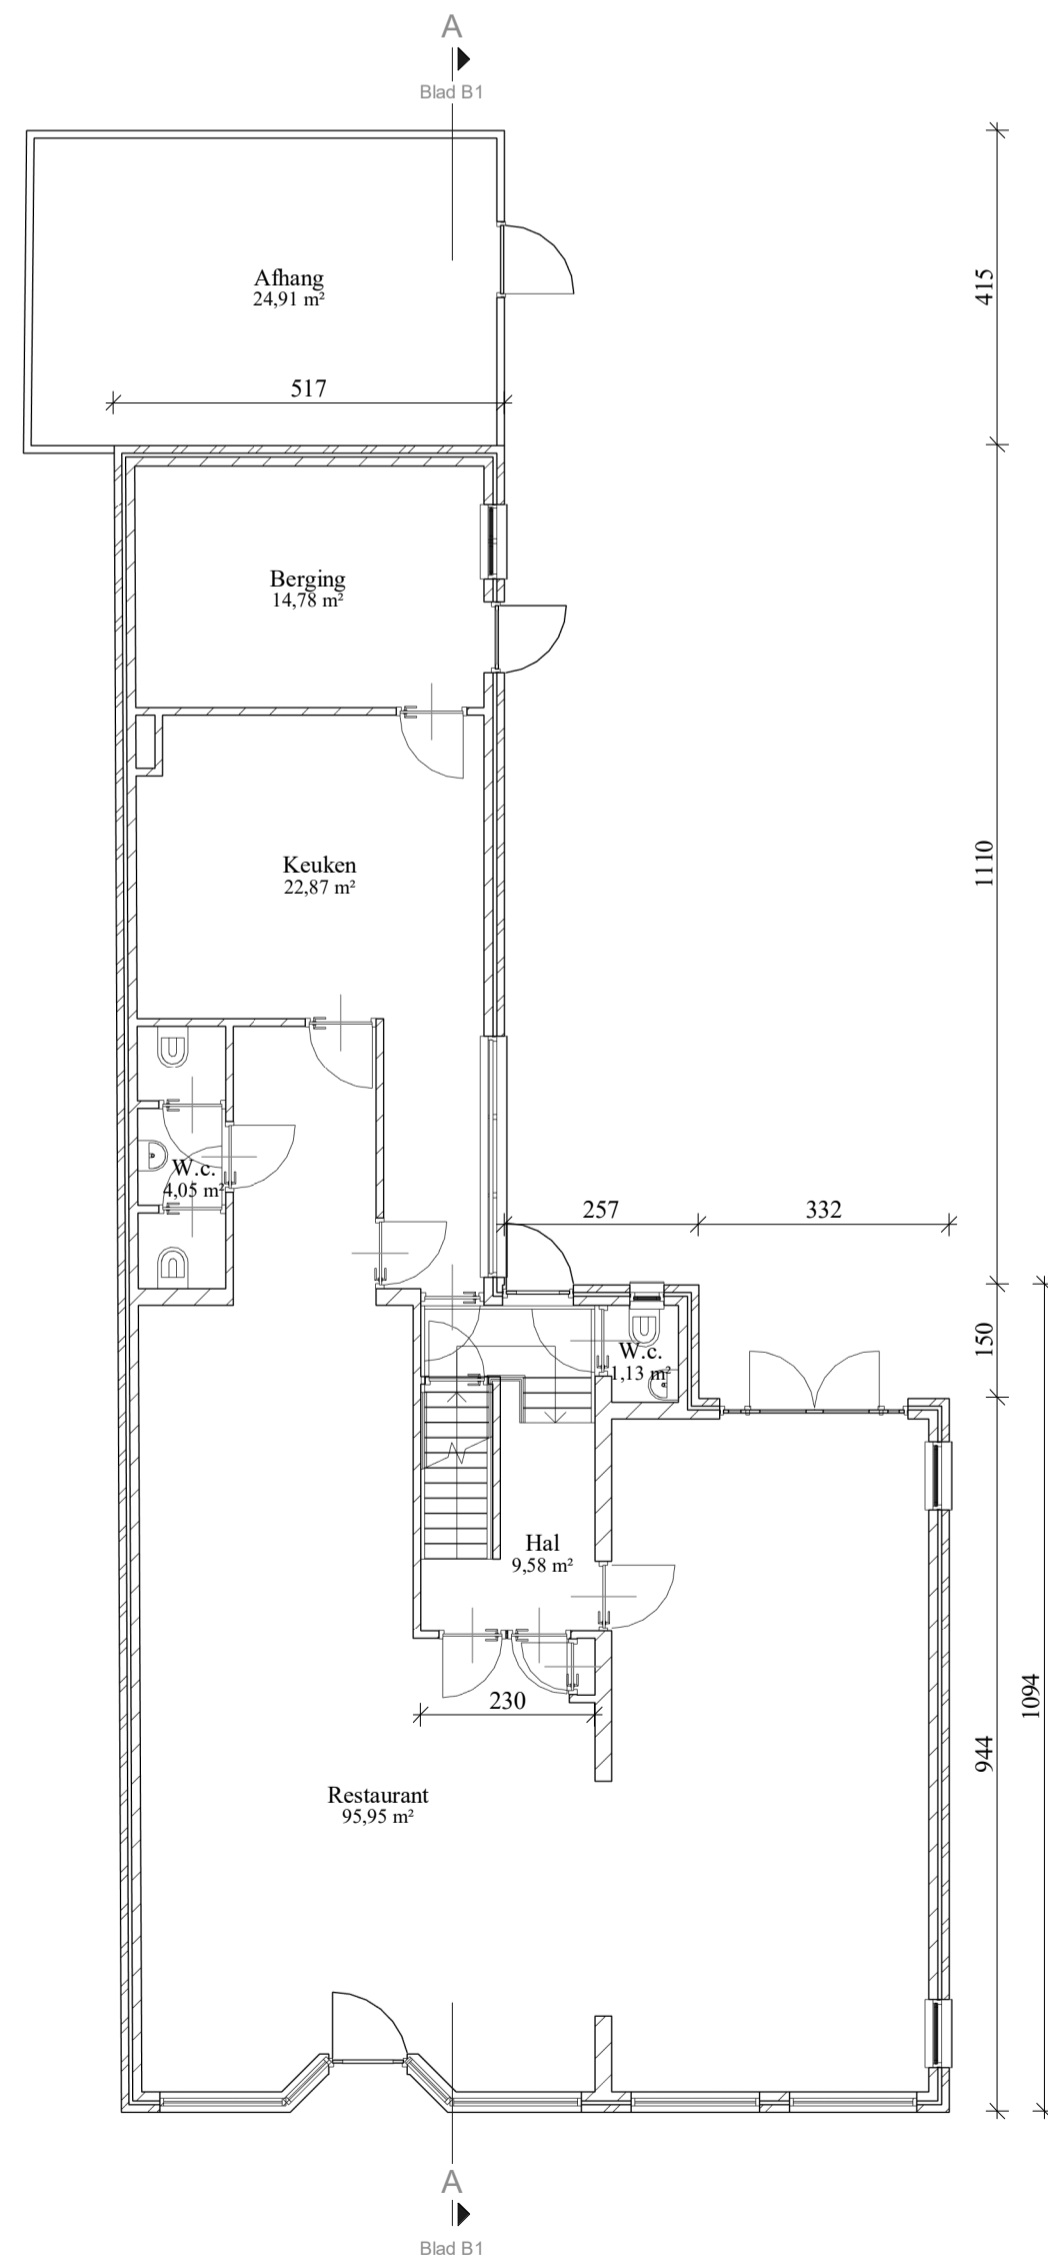 A
Blad B1
415
Afhang
24,91 m²
517
Berging
14,78 m²
1110
Keuken
22,87 m²
W.c.
4,05 m²
257
332
150
W.c.
1,13 m²
Hal
9,58 m²
230
1094
944
Restaurant
95,95 m²
A
Blad B1